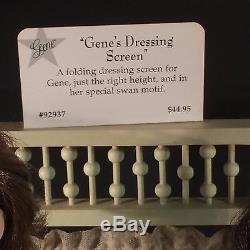 Gene
"Gene's Dressing
Screen"
A folding dressing screen for
Gene, just the right height, and in
her special swan motif.
#92937
$44.95